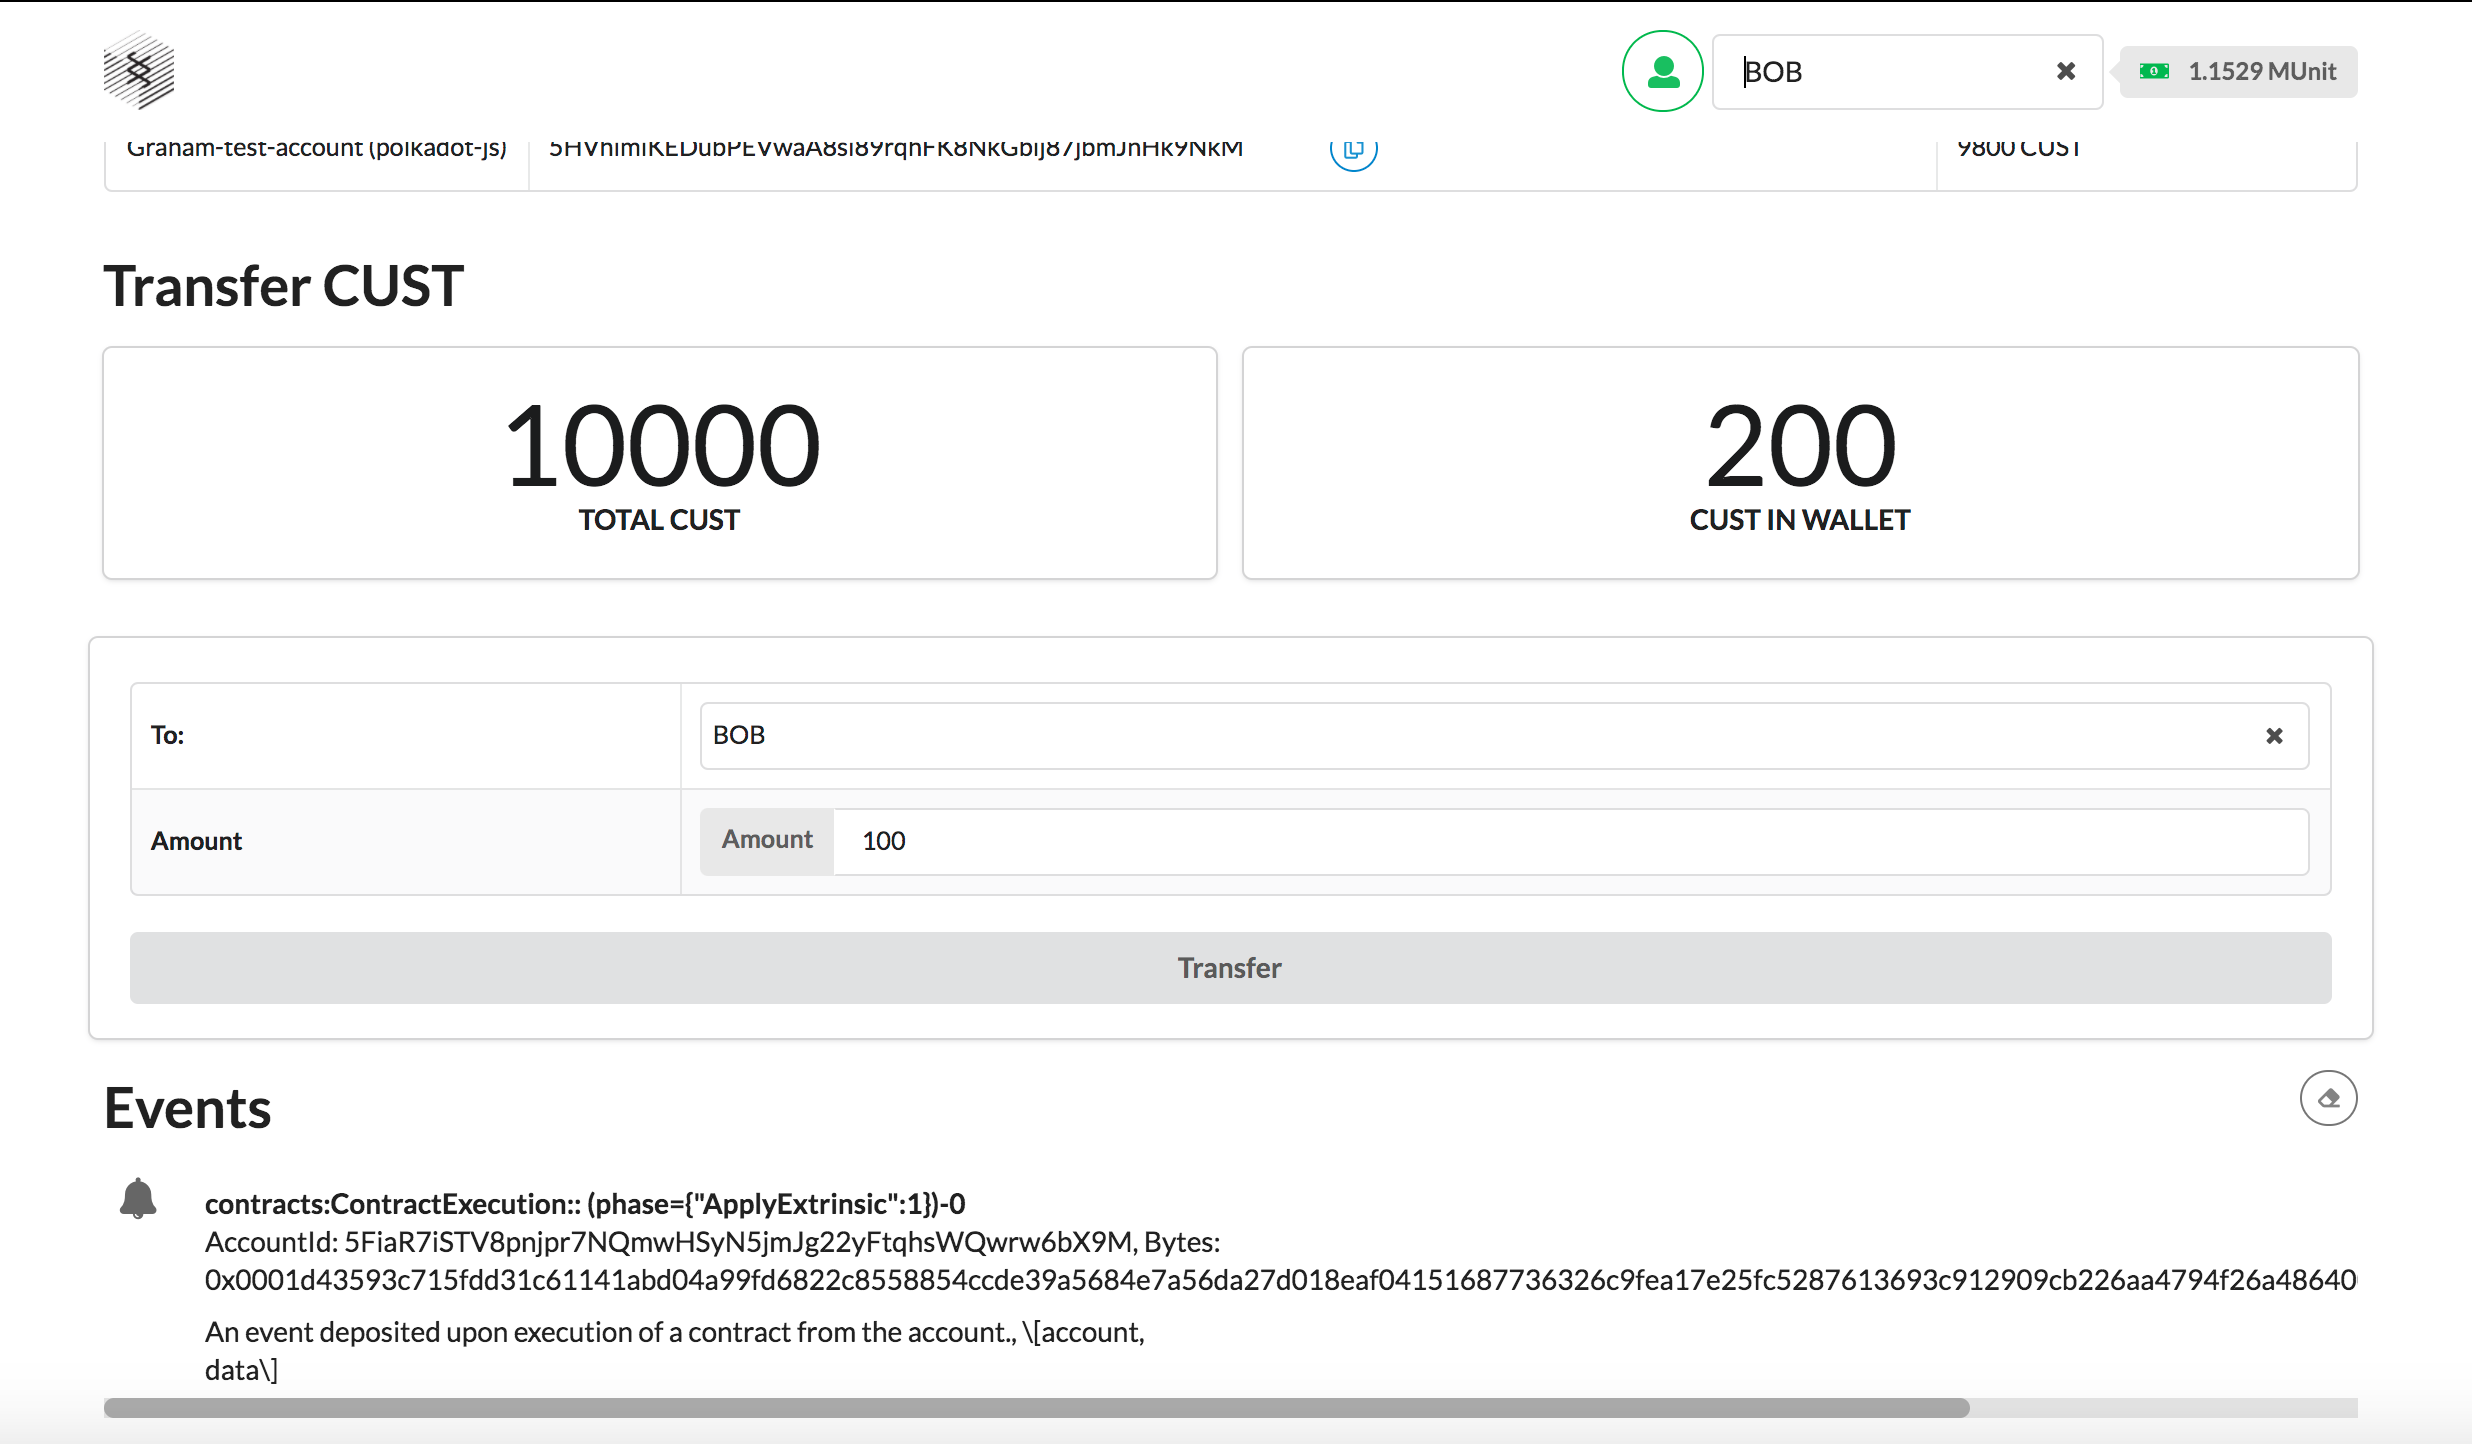 BOB
1.1529 MUnit
Graham-test-account (polkadot-js)
9800 CUST
Transfer CUST
10000
TOTAL CUST
200
CUST IN WALLET
To:
BOB
Amount
Amount
100
Transfer
Events
contracts:ContractExecution:: (phase={"ApplyExtrinsic":1})-0
AccountId: 5FiaR7iSTV8pnjpr7NQmwHSyN5jmJg22yFtqhsWQwrw6bX9M, Bytes:
0x0001d43593c715fdd31c61141abd04a99fd6822c8558854ccde39a5684e7a56da27d018eaf04151687736326c9fea17e25fc5287613693c912909cb226aa4794f26a48640
An event deposited upon execution of a contract from the account., \[account,
data\]